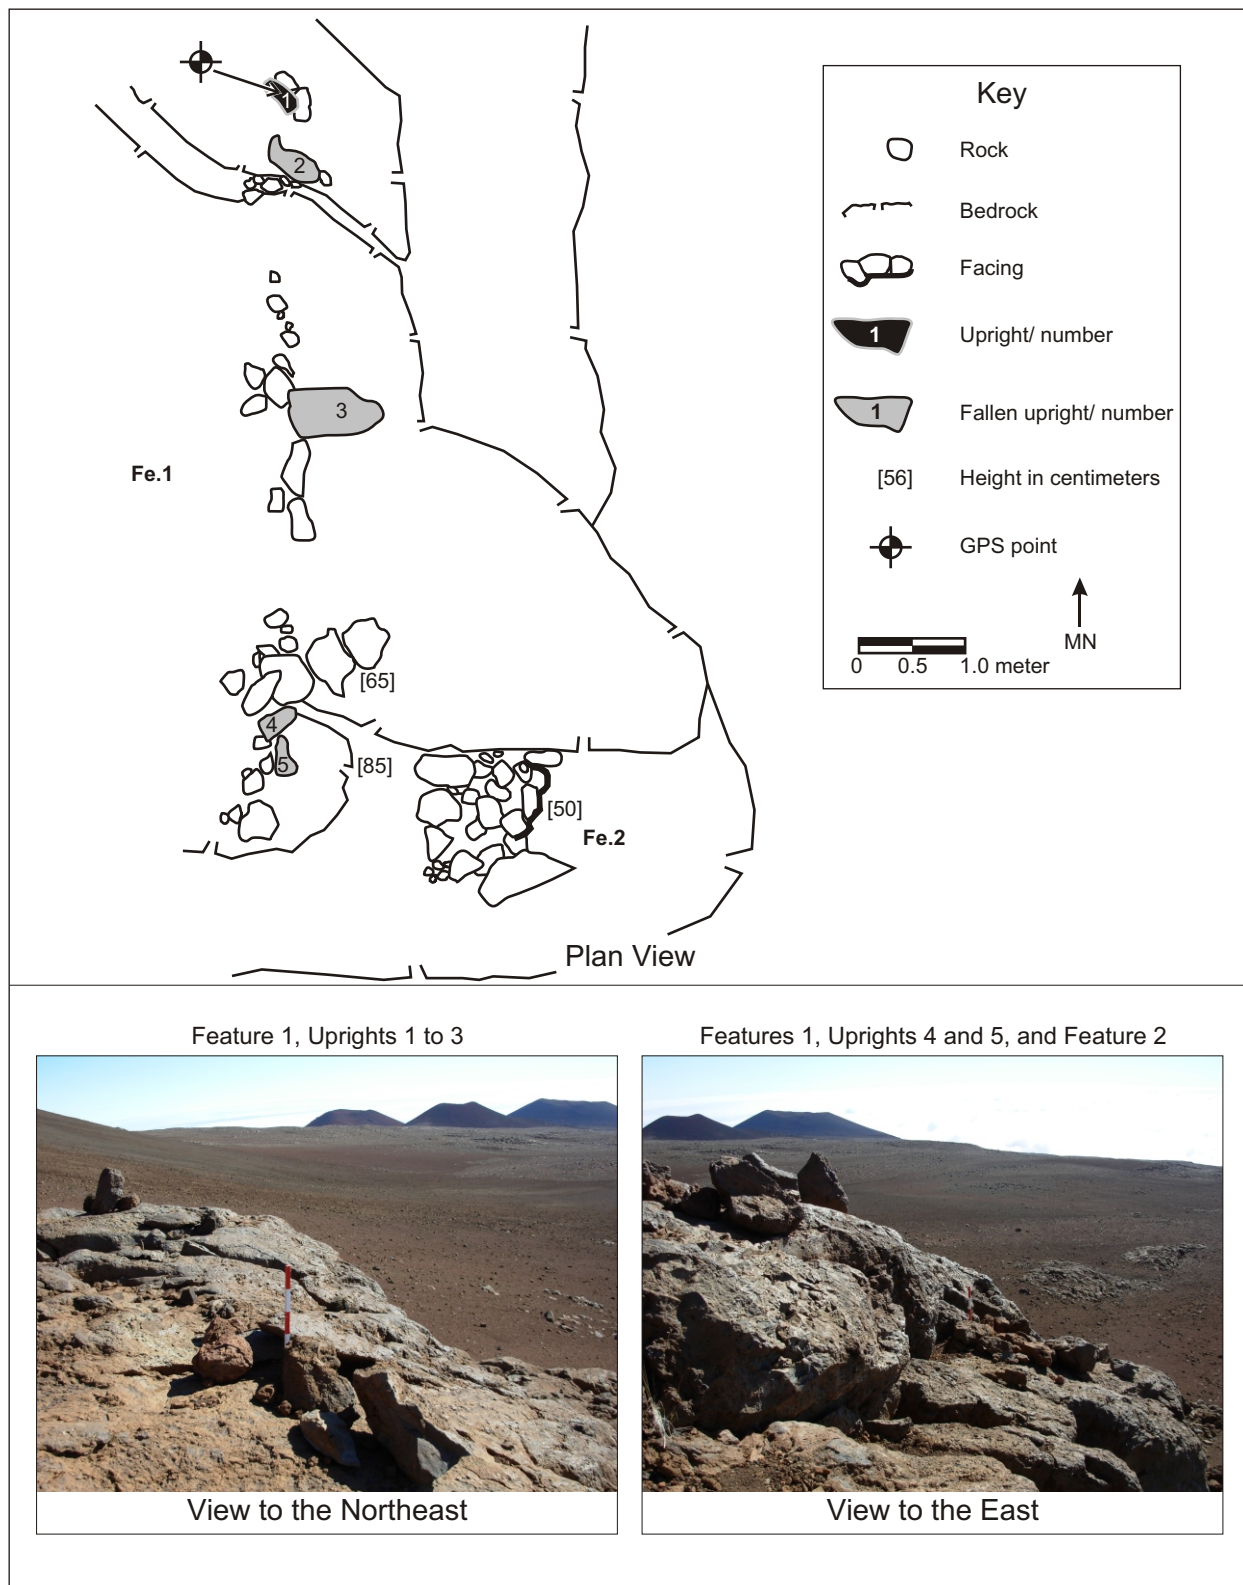 1
2
3
Fe.1
[65]
4
5
[85]
[50]
Fe.2
Plan View
Key
Rock
Bedrock
Facing
1 Upright/ number
1 Fallen upright/ number
[56] Height in centimeters
GPS point
MN
0 0.5 1.0 meter
Feature 1, Uprights 1 to 3
View to the Northeast
Features 1, Uprights 4 and 5, and Feature 2
View to the East